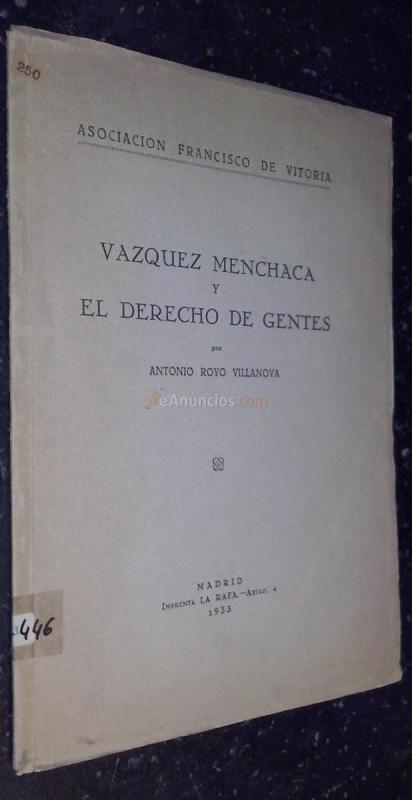 250
ASOCIACION FRANCISCO DE VITORIA
VAZQUEZ MENCHACA
Y
EL DERECHO DE GENTES
por
ANTONIO ROYO VILLANOVA
eAnuncios.com
MADRID
IMPRENTA LA RAFA.—ABTAO, 4
1933
446